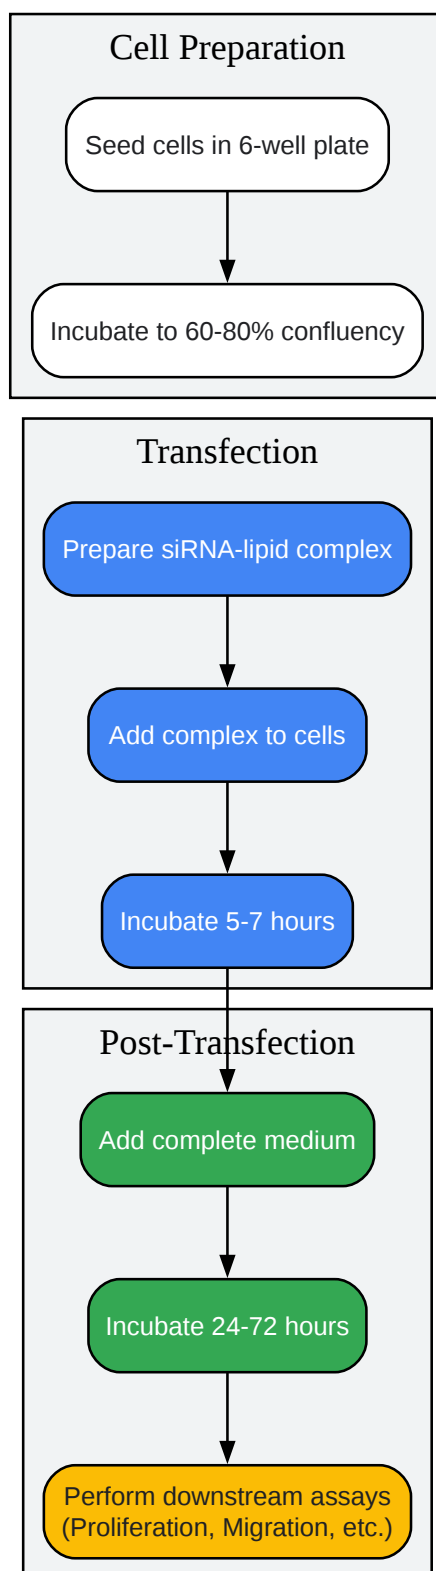 Cell Preparation
Seed cells in 6-well plate
Incubate to 60-80% confluency
Transfection
Prepare siRNA-lipid complex
Add complex to cells
Incubate 5-7 hours
Post-Transfection
Add complete medium
Incubate 24-72 hours
Perform downstream assays
(Proliferation, Migration, etc.)